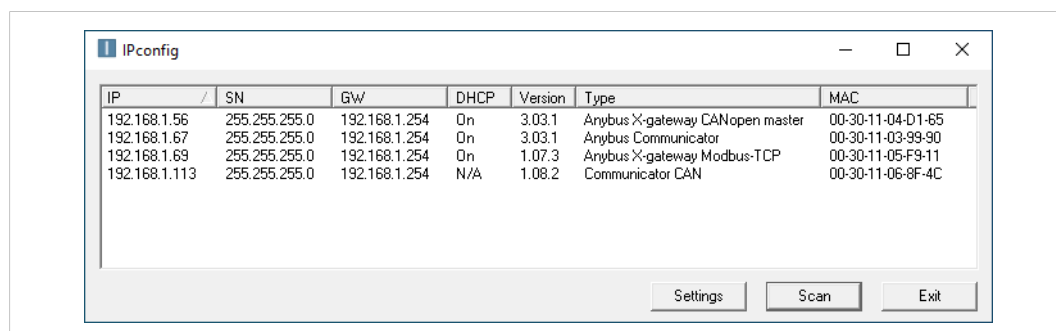 IPconfig
IP SN GW DHCP Version Type MAC
192.168.1.56 255.255.255.0 192.168.1.254 On 3.03.1 Anybus X-gateway CANopen master 00-30-11-04-D1-65
192.168.1.67 255.255.255.0 192.168.1.254 On 3.03.1 Anybus Communicator 00-30-11-03-99-90
192.168.1.69 255.255.255.0 192.168.1.254 On 1.07.3 Anybus X-gateway Modbus-TCP 00-30-11-05-F9-11
192.168.1.113 255.255.255.0 192.168.1.254 N/A 1.08.2 Communicator CAN 00-30-11-06-8F-4C
Settings Scan Exit